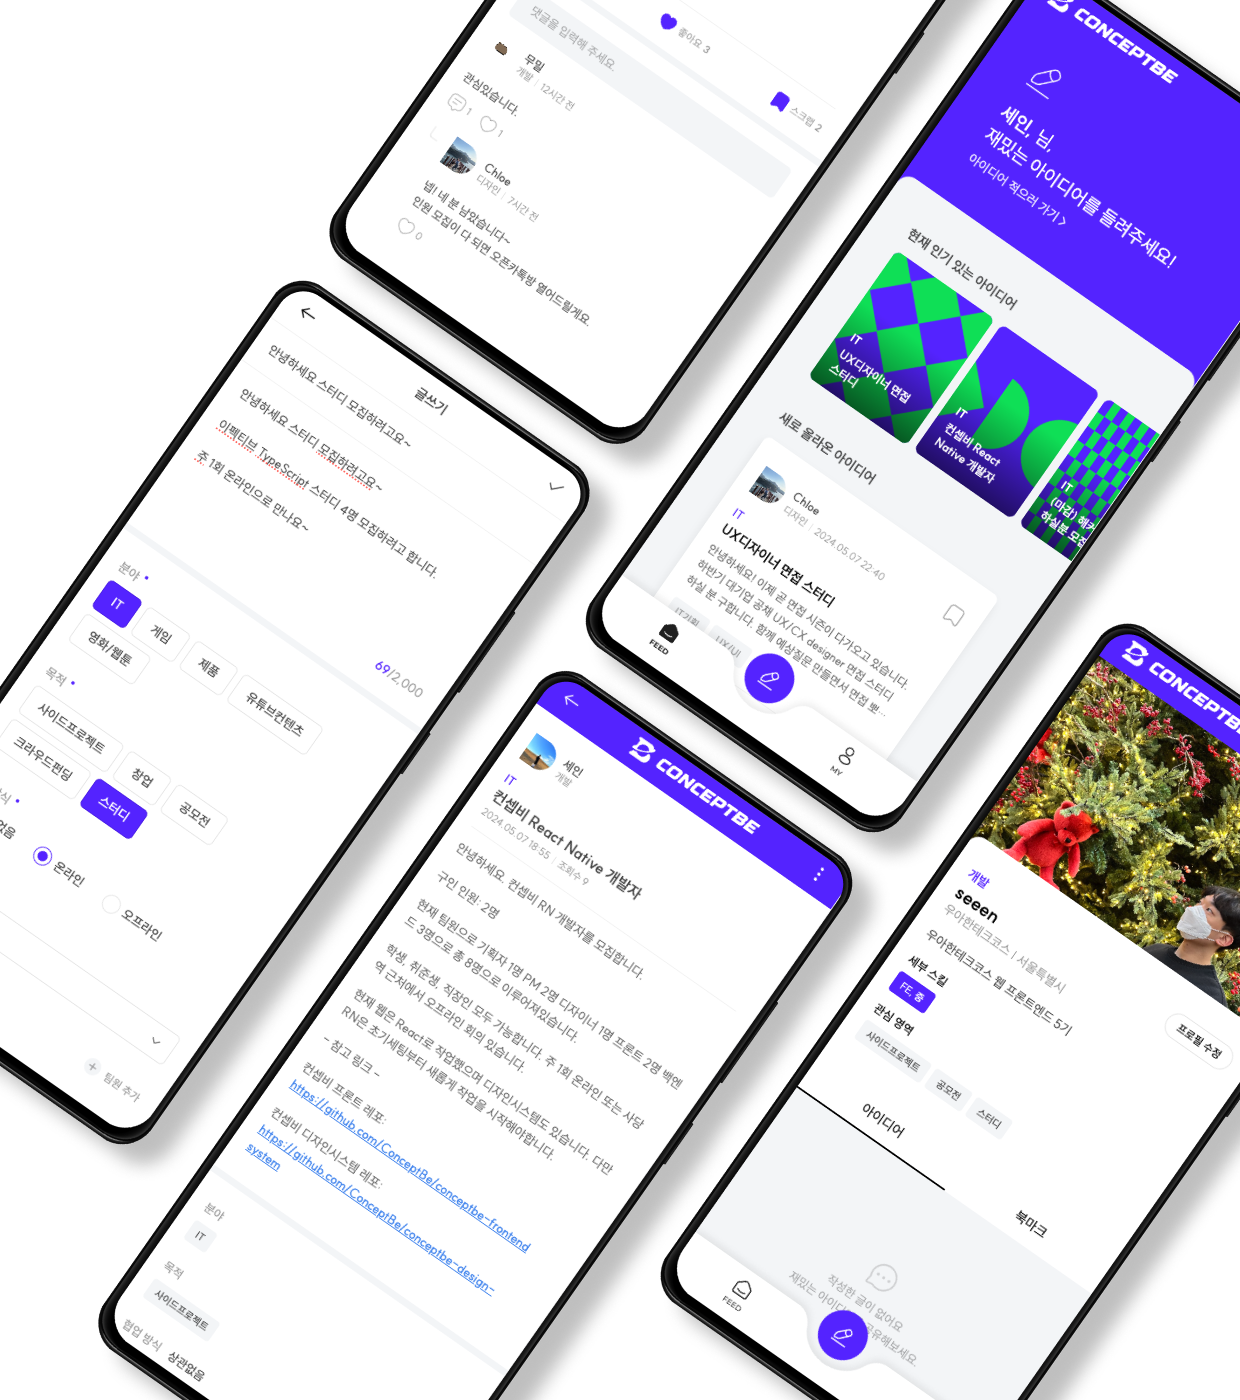 좋아요 3
스크랩 2
댓글을 입력해 주세요.
무밍
개발 | 12시간 전
관심있습니다.
1
1
Chloe
디자인 | 7시간 전
넵! 네 분 남았습니다~
인원 모집이 다 되면 오픈카톡방 열어드릴게요.
0
CONCEPTBE
세인, 님,
재밌는 아이디어를 들려주세요!
아이디어 적으러 가기 >
현재 인기 있는 아이디어
IT
UX디자이너 면접
스터디
IT
컨셉비 React
Native 개발자
IT
(마감) 해커
하실분 모집
새로 올라온 아이디어
Chloe
디자인 | 2024.05.07 22:40
IT
UX디자이너 면접 스터디
안녕하세요! 이제 곧 면접 시즌이 다가오고 있습니다.
하반기 대기업 공채 UX/CX designer 면접 스터디
하실 분 구합니다. 함께 예상질문 만들면서 면접 뽀...
IT기획
UX/UI
FEED
MY
글쓰기
안녕하세요 스터디 모집하려고요~
안녕하세요 스터디 모집하려고요~
이펙티브 TypeScript 스터디 4명 모집하려고 합니다.
주 1회 온라인으로 만나요~
69/2,000
분야
IT
게임
제품
유튜브컨텐츠
영화/웹툰
목적
사이드프로젝트
창업
공모전
크라우드펀딩
스터디
식
없음
온라인
오프라인
팀원 추가
CONCEPTBE
세인
개발
IT
컨셉비 React Native 개발자
2024.05.07 18:55 | 조회수 9
안녕하세요. 컨셉비 RN 개발자를 모집합니다.
구인 인원: 2명
현재 팀원으로 기획자 1명 PM 2명 디자이너 1명 프론트 2명 백엔
드 3명으로 총 8명으로 이루어져있습니다.
학생, 취준생, 직장인 모두 가능합니다. 주 1회 온라인 또는 사당
역 근처에서 오프라인 회의 있습니다.
현재 웹은 React로 작업했으며 디자인시스템도 있습니다. 다만
RN은 초기세팅부터 새롭게 작업을 시작해야합니다.
- 참고 링크 -
컨셉비 프론트 레포:
https://github.com/ConceptBe/conceptbe-frontend
컨셉비 디자인시스템 레포:
https://github.com/ConceptBe/conceptbe-design-
system
분야
IT
목적
사이드프로젝트
협업 방식 상관없음
CONCEPTBE
개발
seeen
우아한테크코스 | 서울특별시
우아한테크코스 웹 프론트엔드 5기
프로필 수정
세부 스킬
FE, 중
관심 영역
사이드프로젝트
공모전
스터디
아이디어
북마크
작성한 글이 없어요
재밌는 아이디어를 공유해보세요.
FEED